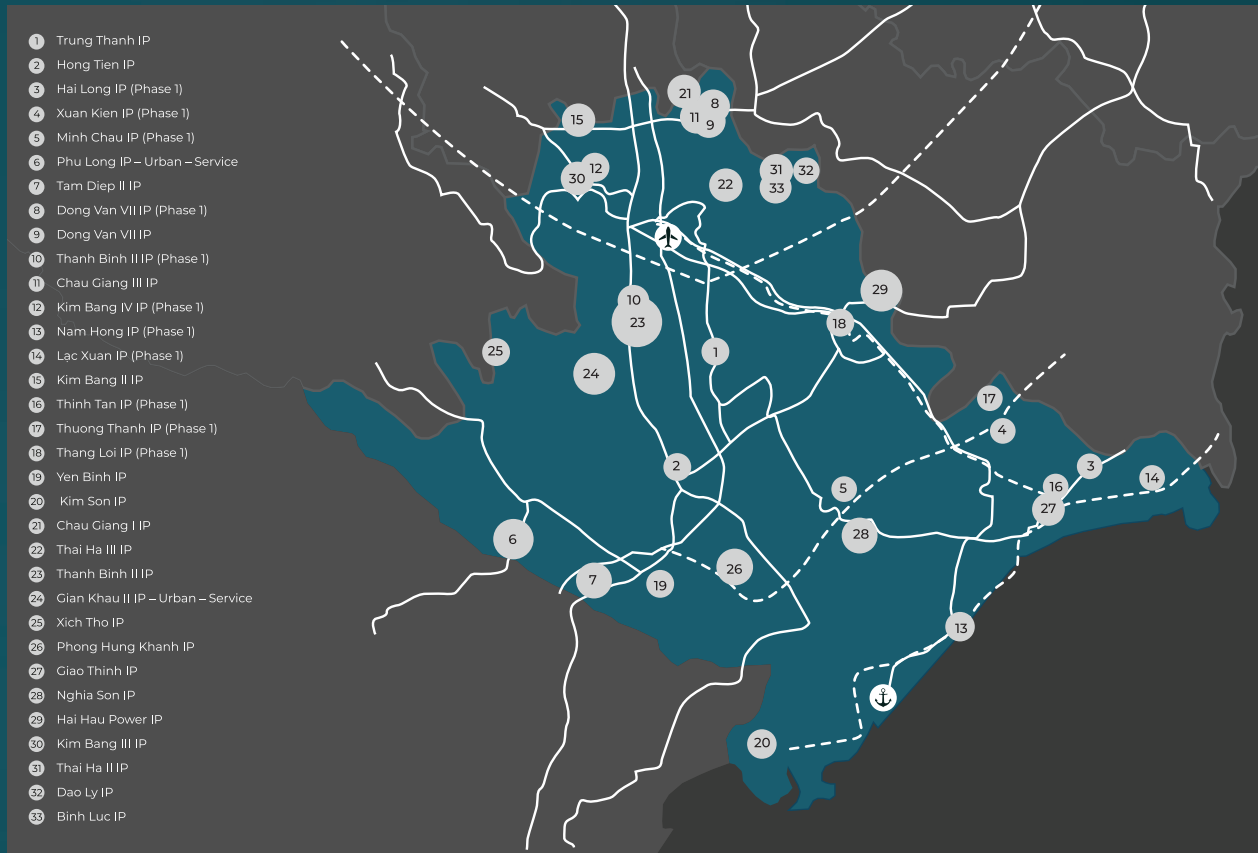 1 Trung Thanh IP
2 Hong Tien IP
3 Hai Long IP (Phase 1)
4 Xuan Kien IP (Phase 1)
5 Minh Chau IP (Phase 1)
6 Phu Long IP – Urban – Service
7 Tam Diep II IP
8 Dong Van VII IP (Phase 1)
9 Dong Van VII IP
10 Thanh Binh II IP (Phase 1)
11 Chau Giang III IP
12 Kim Bang IV IP (Phase 1)
13 Nam Hong IP (Phase 1)
14 Lạc Xuan IP (Phase 1)
15 Kim Bang II IP
16 Thinh Tan IP (Phase 1)
17 Thuong Thanh IP (Phase 1)
18 Thang Loi IP (Phase 1)
19 Yen Binh IP
20 Kim Son IP
21 Chau Giang I IP
22 Thai Ha III IP
23 Thanh Binh II IP
24 Gian Khau II IP – Urban – Service
25 Xich Tho IP
26 Phong Hung Khanh IP
27 Giao Thinh IP
28 Nghia Son IP
29 Hai Hau Power IP
30 Kim Bang III IP
31 Thai Ha II IP
32 Dao Ly IP
33 Binh Luc IP
21
8
15
11
9
12
31
32
30
22
33
29
10
23
18
25
1
24
17
4
2
3
14
5
16
27
6
28
26
7
19
13
20